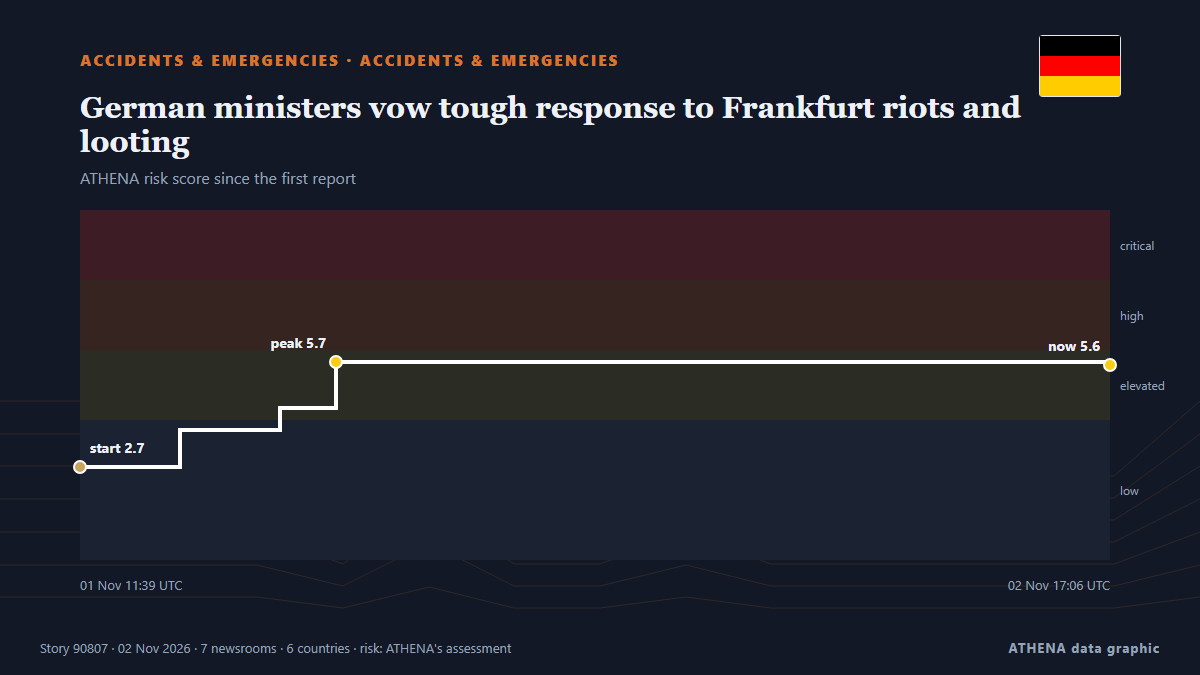 ACCIDENTS & EMERGENCIES · ACCIDENTS & EMERGENCIES
German ministers vow tough response to Frankfurt riots and
looting
ATHENA risk score since the first report
critical
high
peak 5.7
now 5.6
elevated
start 2.7
low
01 Nov 11:39 UTC
02 Nov 17:06 UTC
Story 90807 · 02 Nov 2026 · 7 newsrooms · 6 countries · risk: ATHENA's assessment
ATHENA data graphic